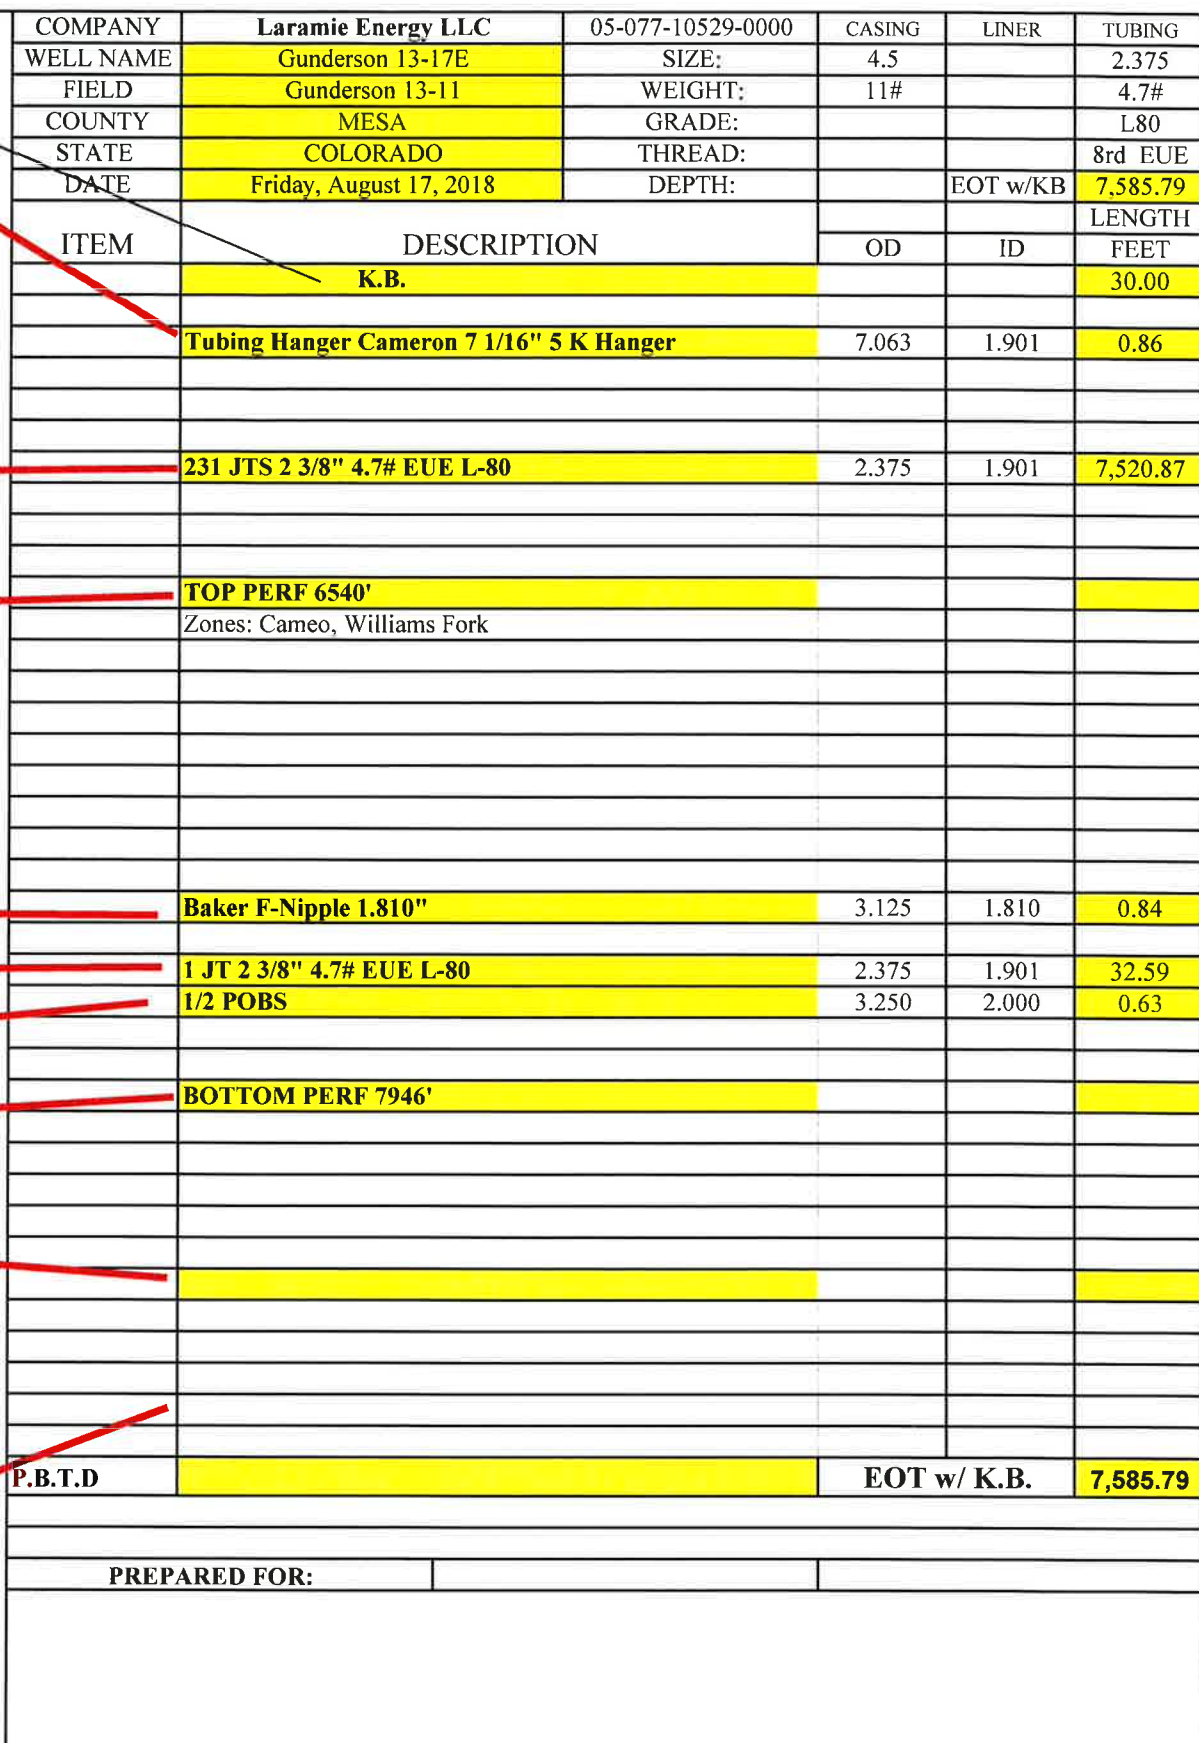 COMPANY Laramie Energy LLC 05-077-10529-0000 CASING LINER TUBING
WELL NAME Gunderson 13-17E SIZE: 4.5 2.375
FIELD Gunderson 13-11 WEIGHT: 11# 4.7#
COUNTY MESA GRADE: L80
STATE COLORADO THREAD: 8rd EUE
DATE Friday, August 17, 2018 DEPTH: EOT w/KB 7,585.79
LENGTH
ITEM DESCRIPTION OD ID FEET
K.B. 30.00
Tubing Hanger Cameron 7 1/16" 5 K Hanger 7.063 1.901 0.86
231 JTS 2 3/8" 4.7# EUE L-80 2.375 1.901 7,520.87
TOP PERF 6540'
Zones: Cameo, Williams Fork
Baker F-Nipple 1.810" 3.125 1.810 0.84
1 JT 2 3/8" 4.7# EUE L-80 2.375 1.901 32.59
1/2 POBS 3.250 2.000 0.63
BOTTOM PERF 7946'
P.B.T.D EOT w/ K.B. 7,585.79
PREPARED FOR: